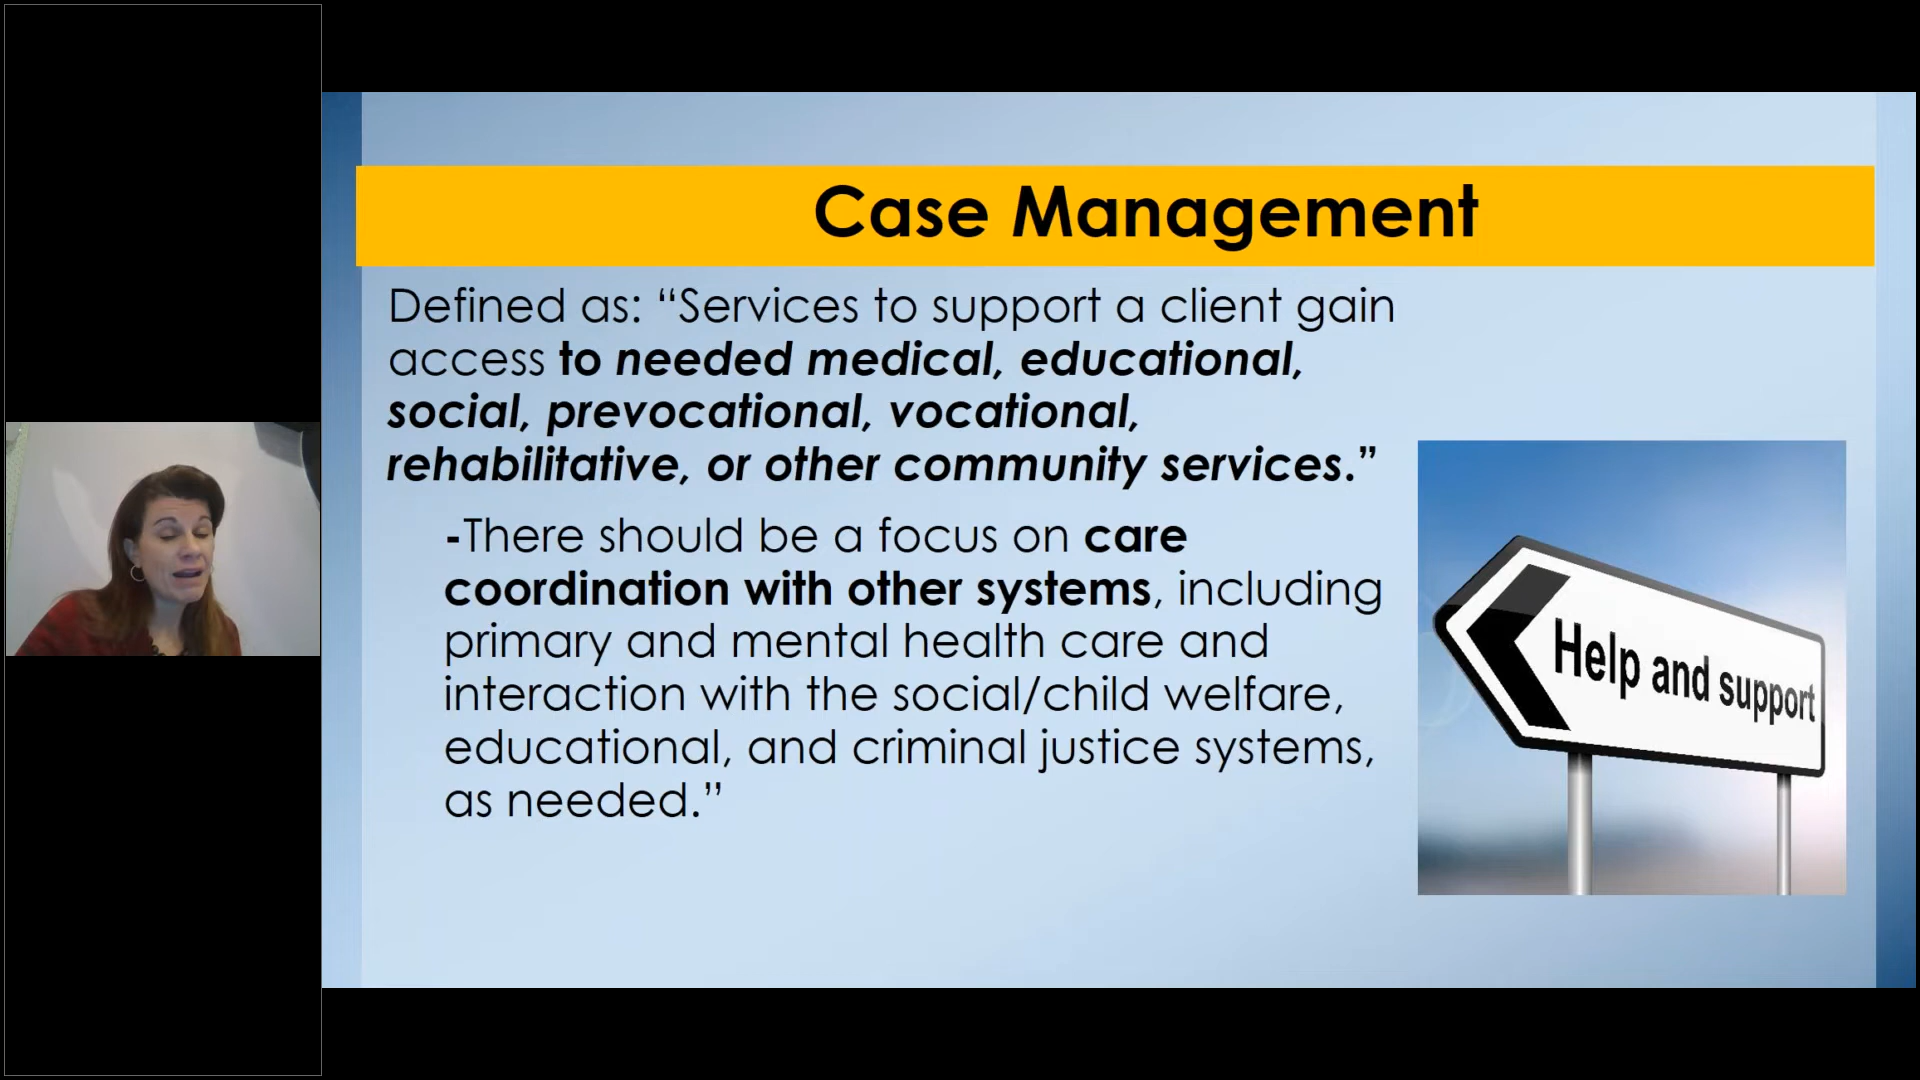 Case Management
Defined as: “Services to support a client gain
access to needed medical, educational,
social, prevocational, vocational,
rehabilitative, or other community services.”
-There should be a focus on care
coordination with other systems, including
primary and mental health care and
interaction with the social/child welfare,
educational, and criminal justice systems,
as needed.”
Help and support